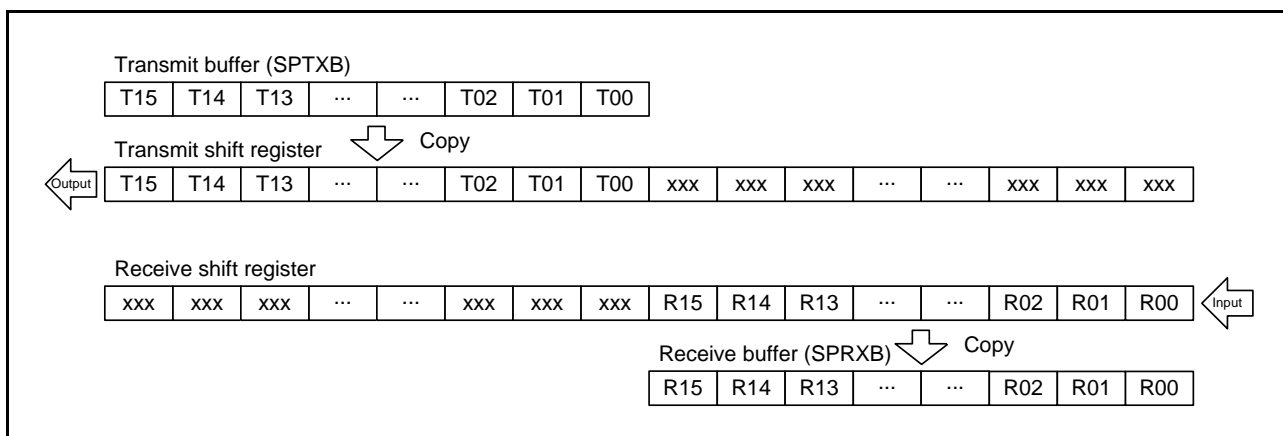 Transmit buffer (SPTXB)
T15 T14 T13 ... ... T02 T01 T00
Copy
Transmit shift register
Output T15 T14 T13 ... ... T02 T01 T00 xxx xxx xxx ... ... xxx xxx xxx
Receive shift register
xxx xxx xxx ... ... xxx xxx xxx R15 R14 R13 ... ... R02 R01 R00 Input
Copy
Receive buffer (SPRXB)
R15 R14 R13 ... ... R02 R01 R00